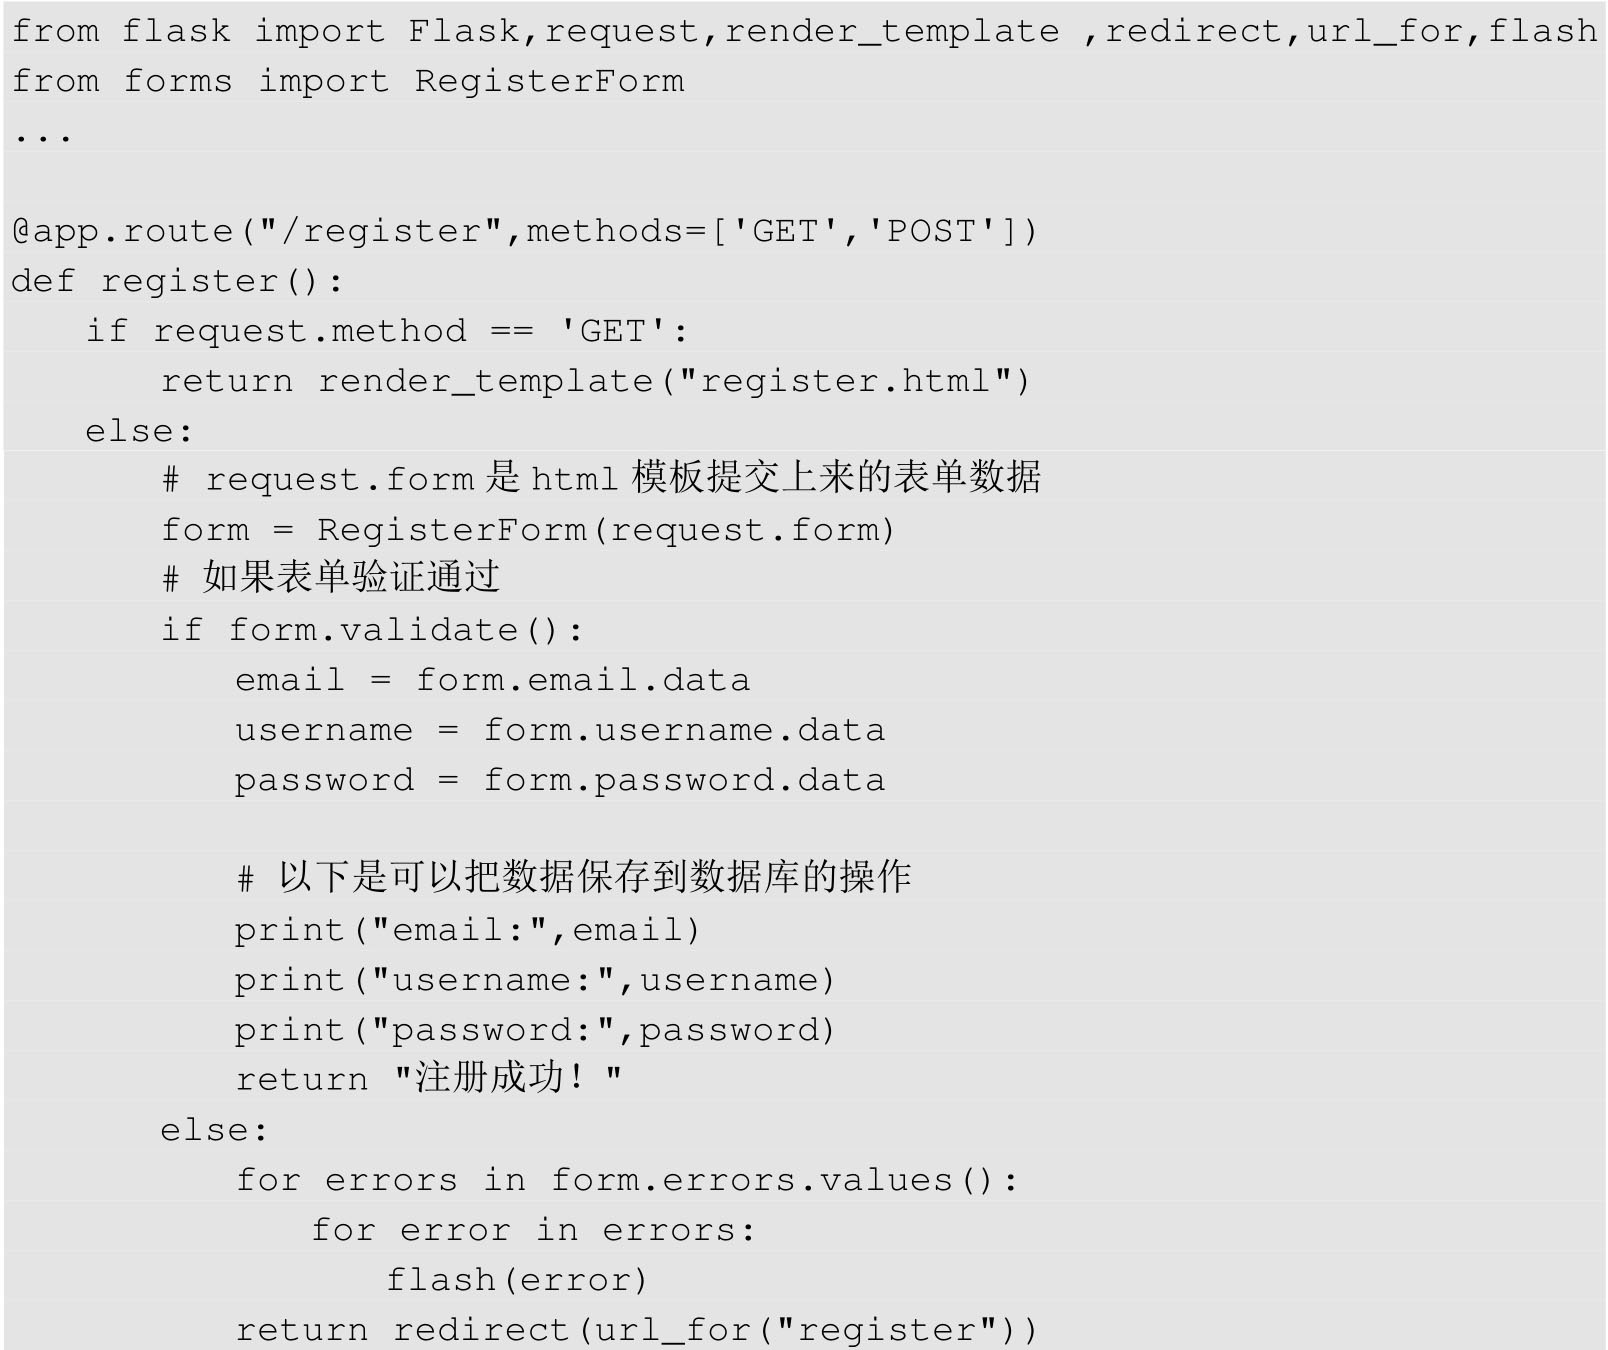 from flask import Flask,request,render_template ,redirect,url_for,flash
from forms import RegisterForm
...
@app.route("/register",methods=['GET','POST'])
def register():
    if request.method == 'GET':
        return render_template("register.html")
    else:
        # request.form 是 html 模板提交上来的表单数据
        form = RegisterForm(request.form)
        # 如果表单验证通过
        if form.validate():
            email = form.email.data
            username = form.username.data
            password = form.password.data
            # 以下是可以把数据保存到数据库的操作
            print("email:",email)
            print("username:",username)
            print("password:",password)
            return "注册成功！"
        else:
            for errors in form.errors.values():
                for error in errors:
                    flash(error)
            return redirect(url_for("register"))